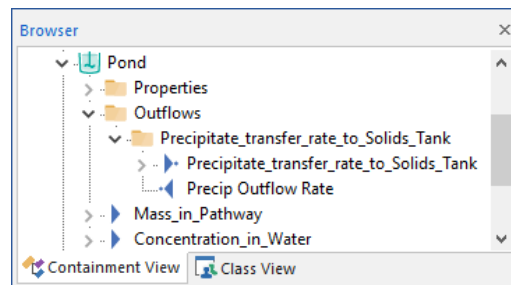 Browser
Pond
Properties
Outflows
Precipitate_transfer_rate_to_Solids_Tank
Precipitate_transfer_rate_to_Solids_Tank
Precip Outflow Rate
Mass_in_Pathway
Concentration_in_Water
Containment View Class View